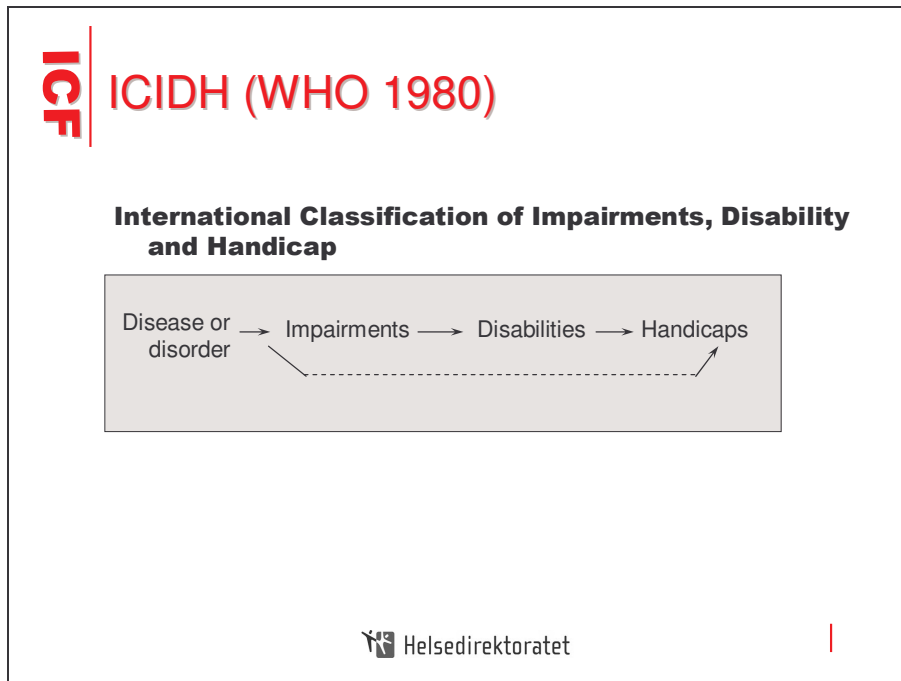 ICF
ICIDH (WHO 1980)
International Classification of Impairments, Disability
and Handicap
Disease or
disorder
Impairments
Disabilities
Handicaps
Helsedirektoratet